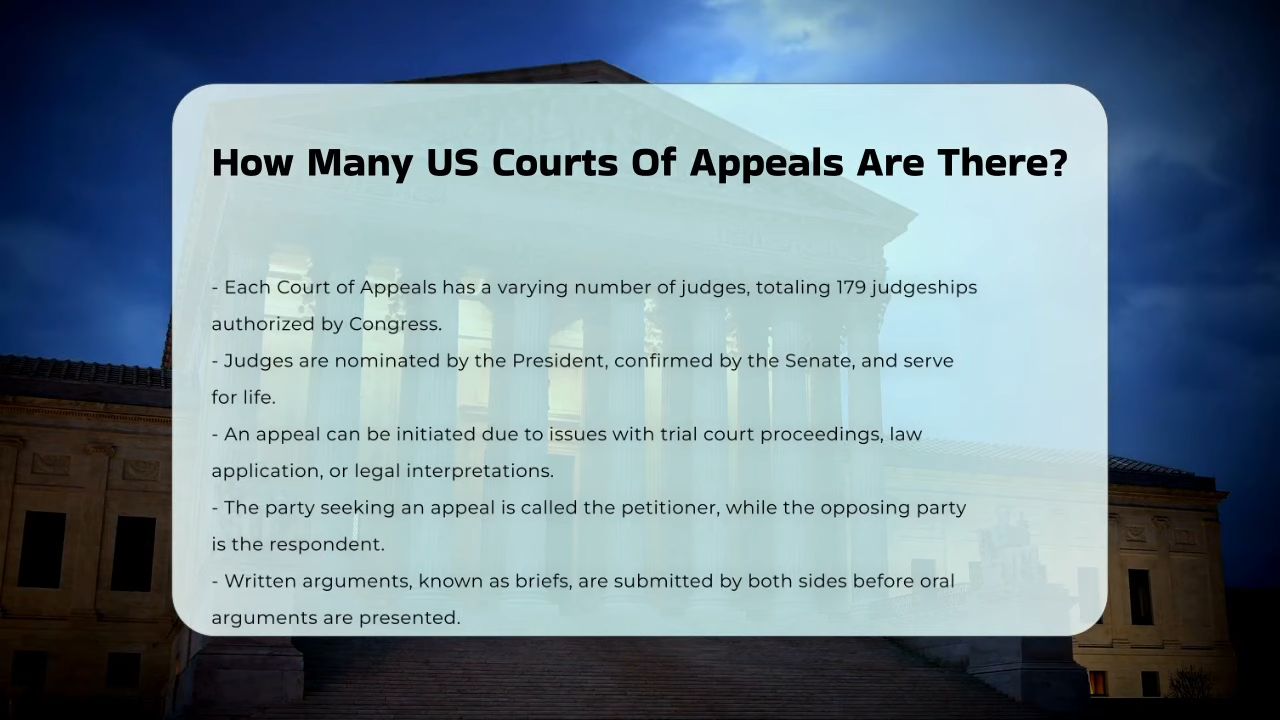 How Many US Courts Of Appeals Are There?
- Each Court of Appeals has a varying number of judges, totaling 179 judgeships
authorized by Congress.
- Judges are nominated by the President, confirmed by the Senate, and serve
for life.
- An appeal can be initiated due to issues with trial court proceedings, law
application, or legal interpretations.
- The party seeking an appeal is called the petitioner, while the opposing party
is the respondent.
- Written arguments, known as briefs, are submitted by both sides before oral
arguments are presented.